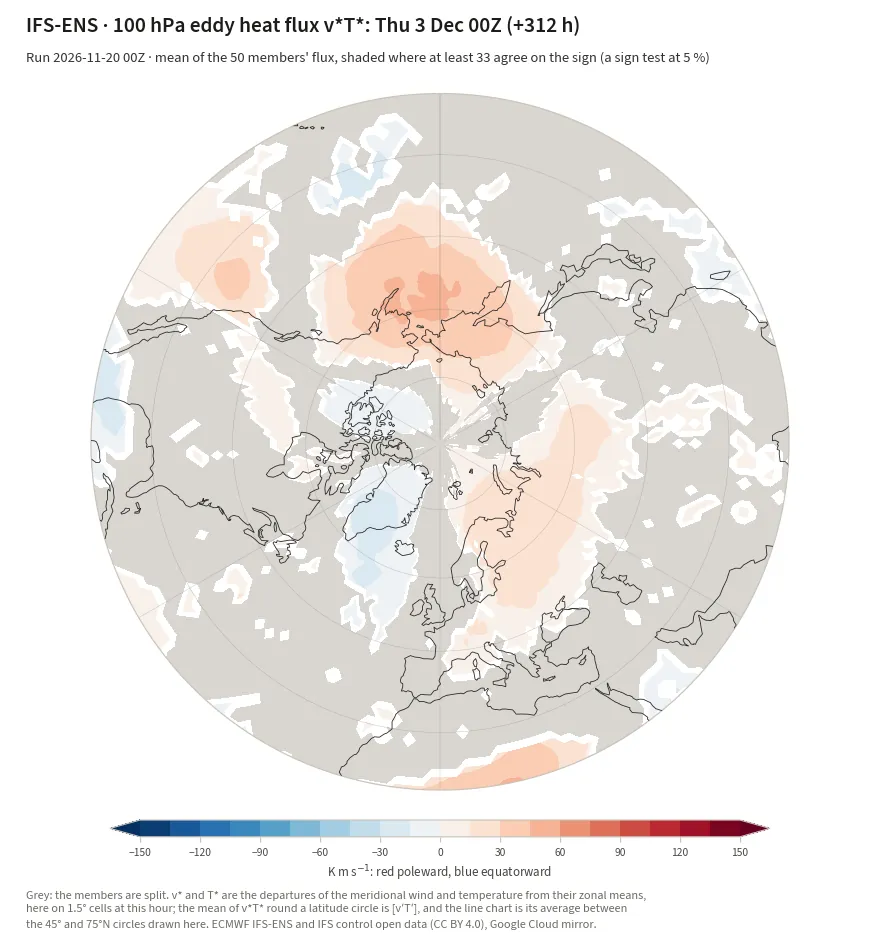 IFS-ENS · 100 hPa eddy heat flux v*T*: Thu 3 Dec 00Z (+312 h)
Run 2026-11-20 00Z · mean of the 50 members' flux, shaded where at least 33 agree on the sign (a sign test at 5 %)
−150 −120 −90 −60 −30 0 30 60 90 120 150
K m s⁻¹: red poleward, blue equatorward
Grey: the members are split. v* and T* are the departures of the meridional wind and temperature from their zonal means,
here on 1.5° cells at this hour; the mean of v*T* round a latitude circle is [v′T′], and the line chart is its average between
the 45° and 75°N circles drawn here. ECMWF IFS-ENS and IFS control open data (CC BY 4.0), Google Cloud mirror.